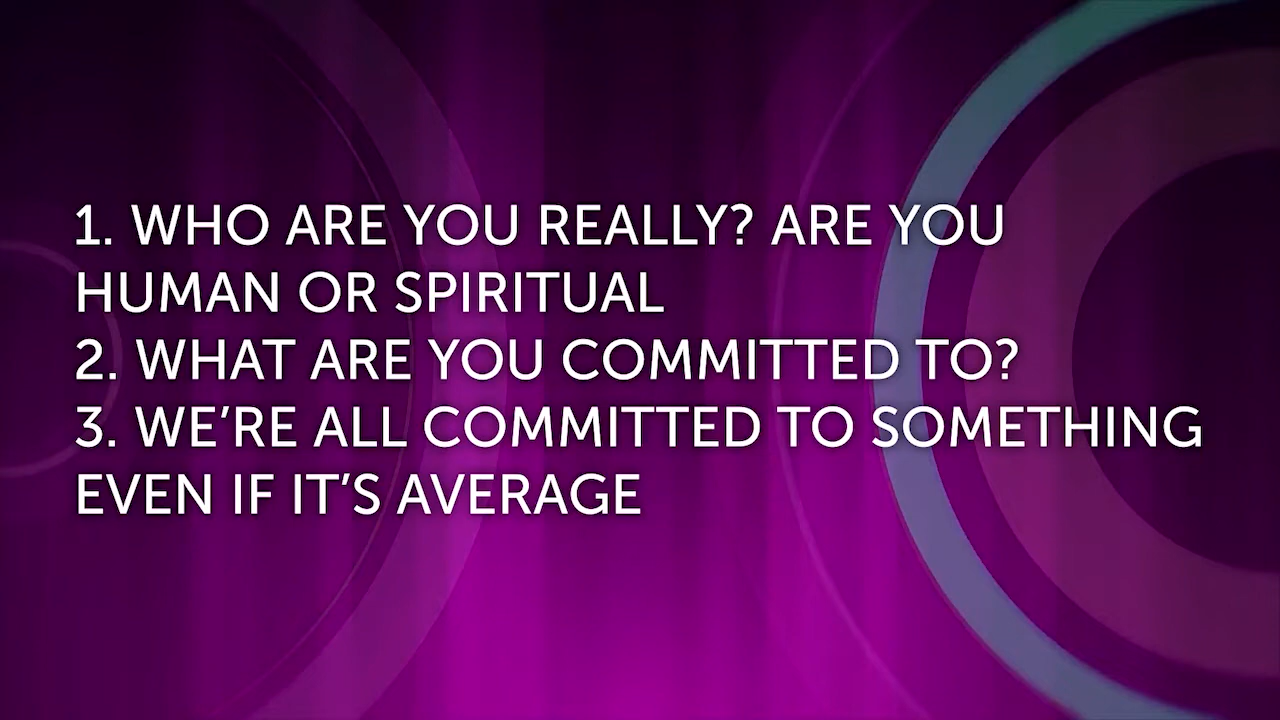 1. WHO ARE YOU REALLY? ARE YOU
HUMAN OR SPIRITUAL
2. WHAT ARE YOU COMMITTED TO?
3. WE’RE ALL COMMITTED TO SOMETHING
EVEN IF IT’S AVERAGE